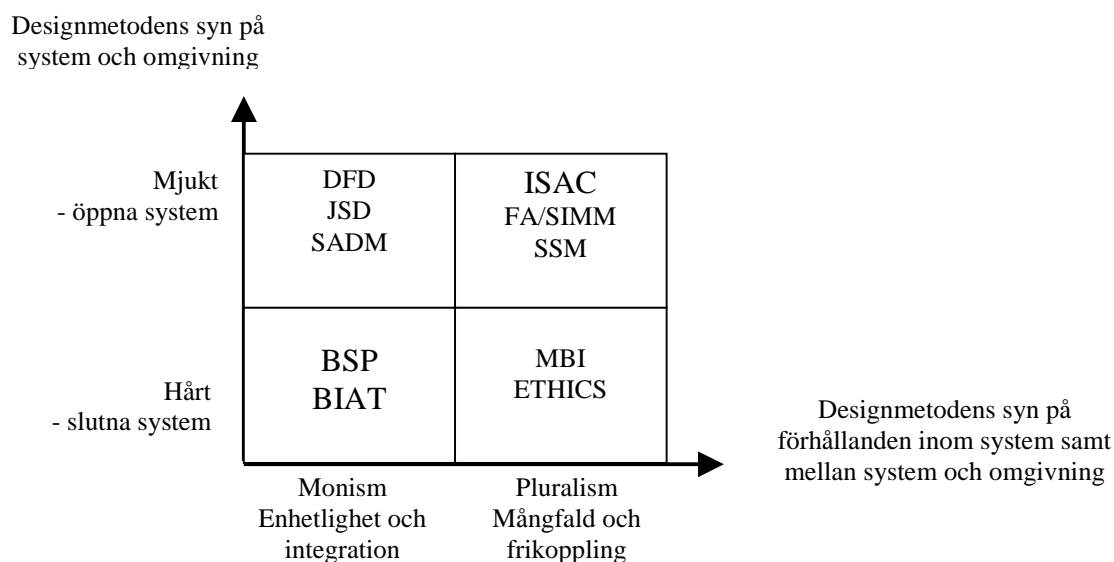 Designmetodens syn på
system och omgivning
Mjukt
- öppna system
DFD
JSD
SADM
ISAC
FA/SIMM
SSM
Hårt
- slutna system
BSP
BIAT
MBI
ETHICS
Designmetodens syn på
förhållanden inom system samt
mellan system och omgivning
Monism
Enhetlighet och
integration
Pluralism
Mångfald och
frikoppling